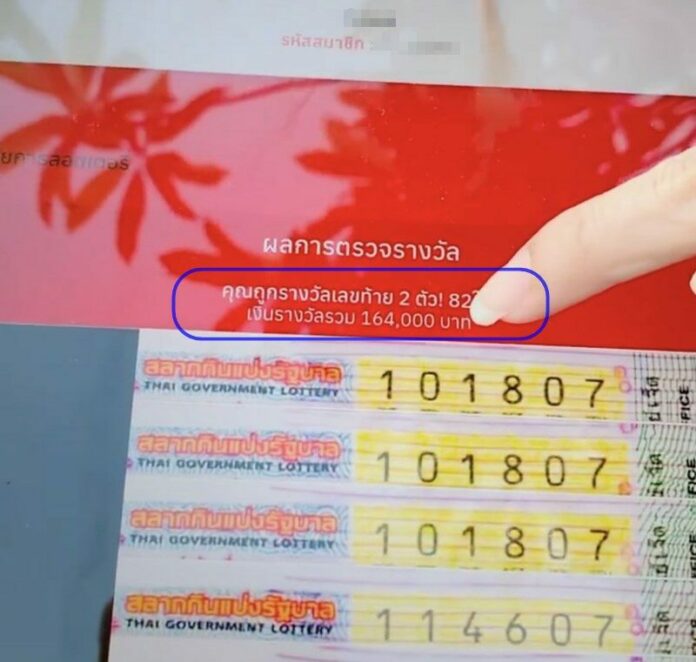 รหัสสมาชิก :
ผลการตรวจรางวัล
คุณถูกรางวัลเลขท้าย 2 ตัว! 82
เงินรางวัลรวม 164,000 บาท
สลากกินแบ่งรัฐบาล
THAI GOVERNMENT LOTTERY
101807
สลากกินแบ่งรัฐบาล
THAI GOVERNMENT LOTTERY
101807
สลากกินแบ่งรัฐบาล
THAI GOVERNMENT LOTTERY
101807
สลากกินแบ่งรัฐบาล
THAI GOVERNMENT LOTTERY
114607